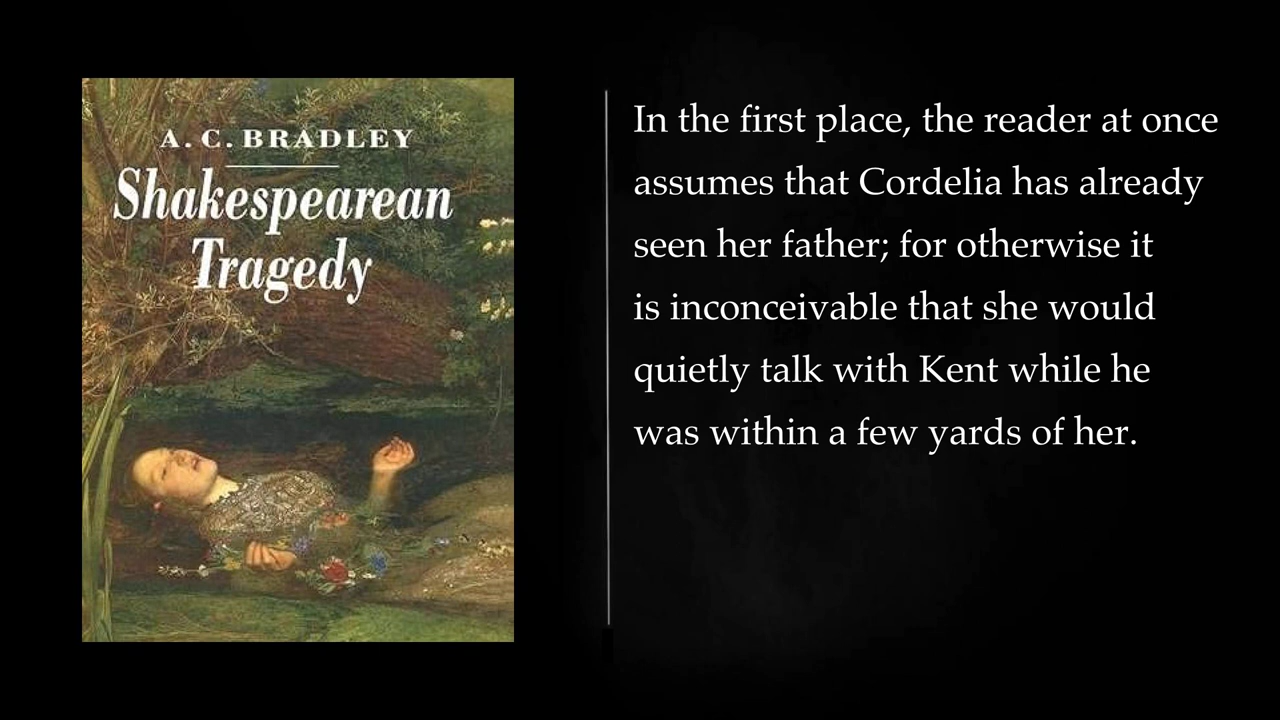 A. C. BRADLEY
Shakespearean
Tragedy
In the first place, the reader at once
assumes that Cordelia has already
seen her father; for otherwise it
is inconceivable that she would
quietly talk with Kent while he
was within a few yards of her.